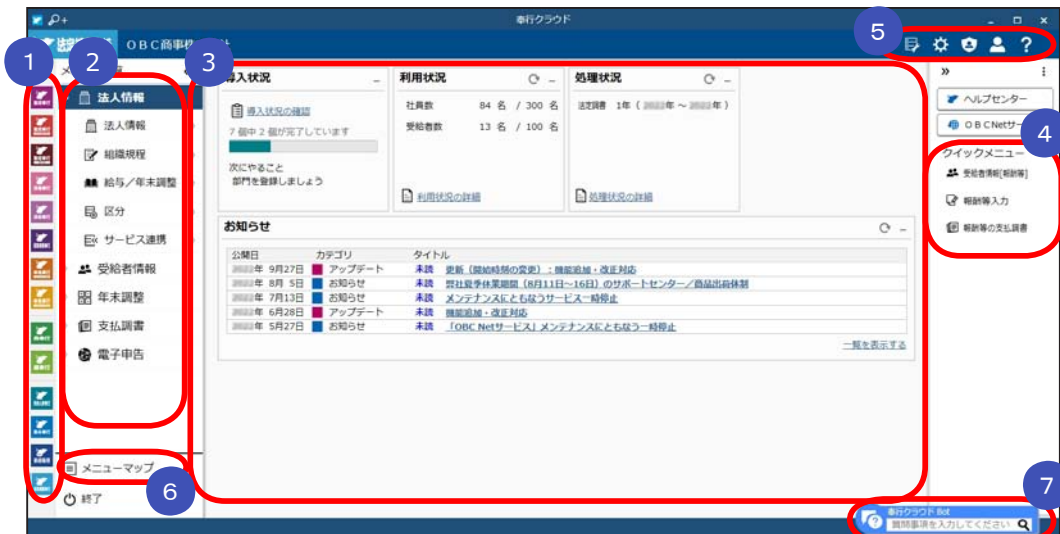 奉行クラウド
OBC商事
5
1
2
3
法人情報
法人情報
組織規程
給与/年末調整
区分
サービス連携
受給者情報
年末調整
支払調書
電子申告
メニューマップ
終了
6
導入状況
導入状況の確認
7 個中 2 個が完了しています
次にやること
部門を登録しましょう
利用状況
社員数 84 名 / 300 名
受給者数 13 名 / 100 名
利用状況の詳細
処理状況
法定調書 1年( 年 ~ 年)
処理状況の詳細
お知らせ
公開日 カテゴリ タイトル
年 9月27日 アップデート 未読 更新(開始時刻の変更):機能追加・改正対応
年 8月 5日 お知らせ 未読 弊社夏季休業期間(8月11日~16日)のサポートセンター/商品出荷体制
年 7月13日 お知らせ 未読 メンテナンスにともなうサービス一時停止
年 6月28日 アップデート 未読 機能追加・改正対応
年 5月27日 お知らせ 未読 「OBC Netサービス」メンテナンスにともなう一時停止
一覧を表示する
ヘルプセンター
OBCNetサー
4
クイックメニュー
受給者情報[報酬等]
報酬等入力
報酬等の支払調書
7
奉行クラウド Bot
質問事項を入力してください